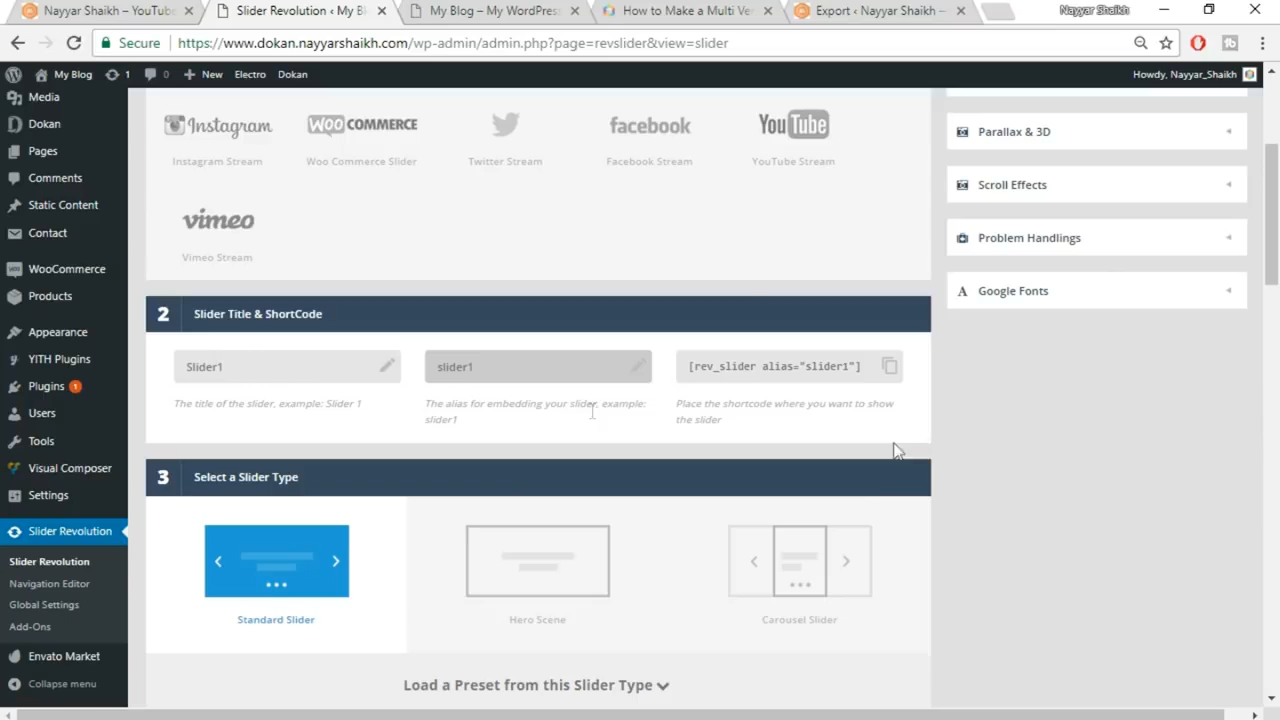 Nayyar Shaikh – YouTube
Slider Revolution ‹ My Bl
My Blog – My WordPress
How to Make a Multi Ve
Export ‹ Nayyar Shaikh —
Nayyar Shaikh
Secure
https://www.dokan.nayyarshaikh.com/wp-admin/admin.php?page=revslider&view=slider
My Blog
1
0
New
Electro
Dokan
Howdy, Nayyar_Shaikh
Media
Dokan
Pages
Comments
Static Content
Contact
WooCommerce
Products
Appearance
YITH Plugins
Plugins 1
Users
Tools
Visual Composer
Settings
Slider Revolution
Slider Revolution
Navigation Editor
Global Settings
Add-Ons
Envato Market
Collapse menu
Instagram
WOO COMMERCE
facebook
YouTube
Instagram Stream
Woo Commerce Slider
Twitter Stream
Facebook Stream
YouTube Stream
vimeo
Vimeo Stream
2 Slider Title & ShortCode
Slider1
slider1
[rev_slider alias="slider1"]
The title of the slider, example: Slider 1
The alias for embedding your slider, example:
slider1
Place the shortcode where you want to show
the slider
3 Select a Slider Type
Standard Slider
Hero Scene
Carousel Slider
Load a Preset from this Slider Type
Parallax & 3D
Scroll Effects
Problem Handlings
A Google Fonts